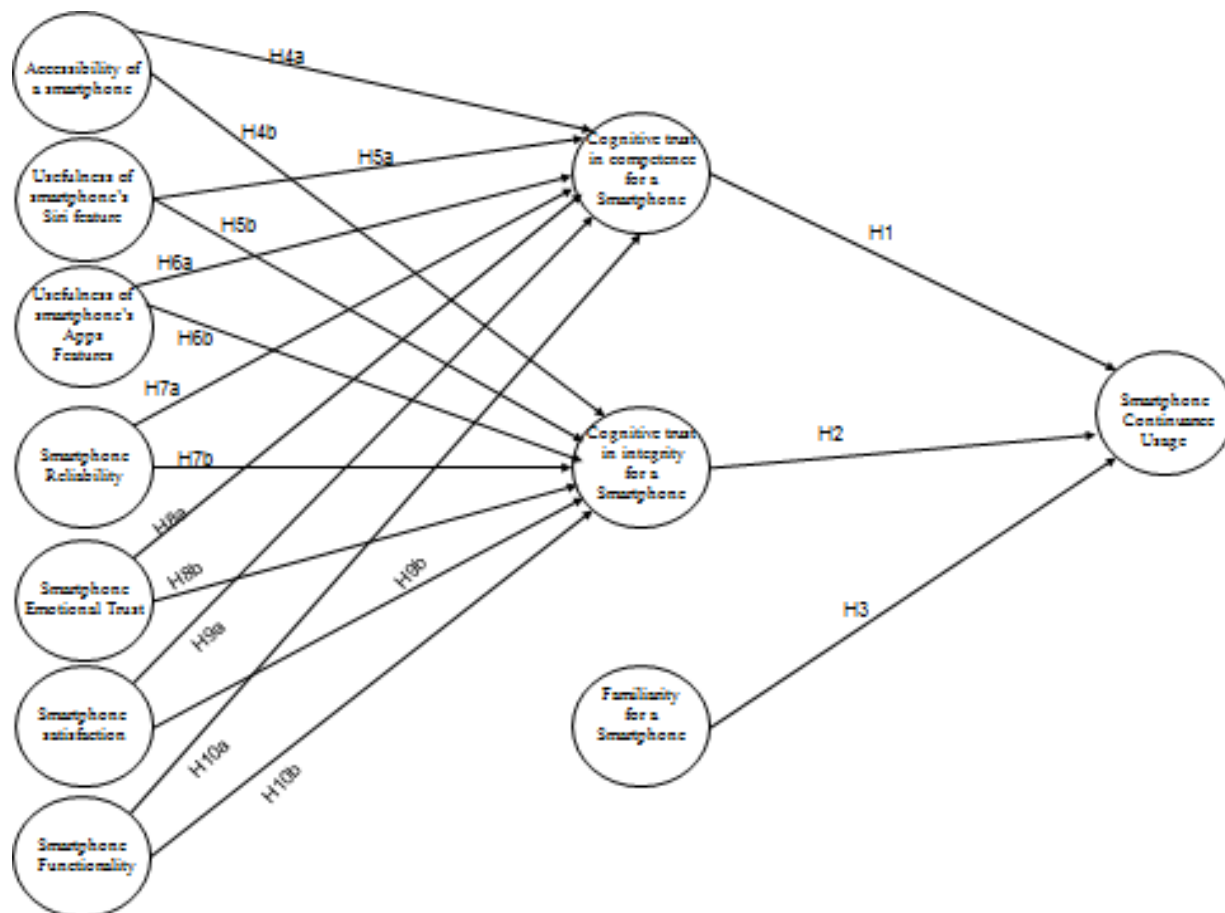 Accessibility of
a smartphone
Usefulness of
smartphone's
Siri feature
Usefulness of
smartphone's
Apps
Features
Smartphone
Reliability
Smartphone
Emotional Trust
Smartphone
satisfaction
Smartphone
Functionality
H4a
H4b
H5a
H5b
H6a
H6b
H7a
H7b
H8a
H8b
H9a
H9b
H10a
H10b
Cognitive trust
in competence
for a
Smartphone
Cognitive trust
in integrity
for a
Smartphone
Familiarity
for a
Smartphone
H1
H2
H3
Smartphone
Continuance
Usage